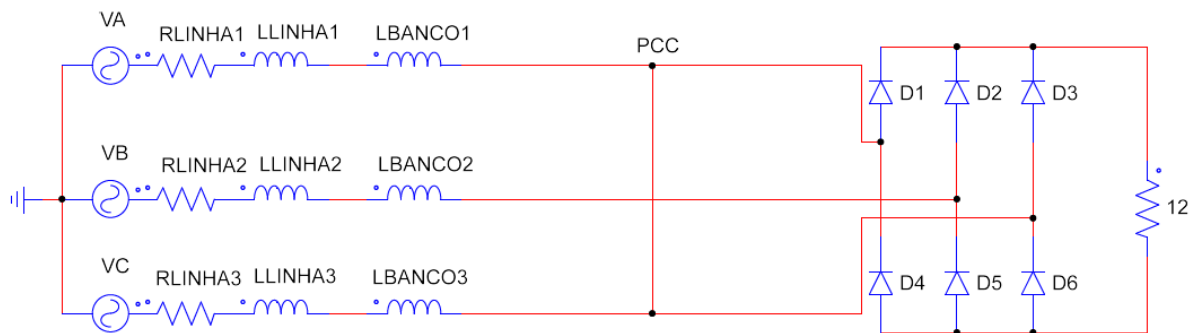 VA
RLINHA1
LLINHA1
LBANCO1
PCC
D1
D2
D3
VB
RLINHA2
LLINHA2
LBANCO2
12
VC
RLINHA3
LLINHA3
LBANCO3
D4
D5
D6